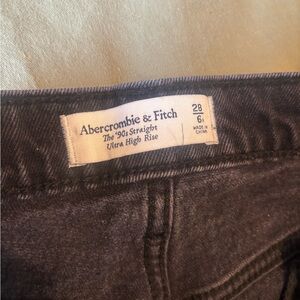 Abercrombie & Fitch
The '90s Straight
Ultra High Rise
28
6
MADE IN
CHINA